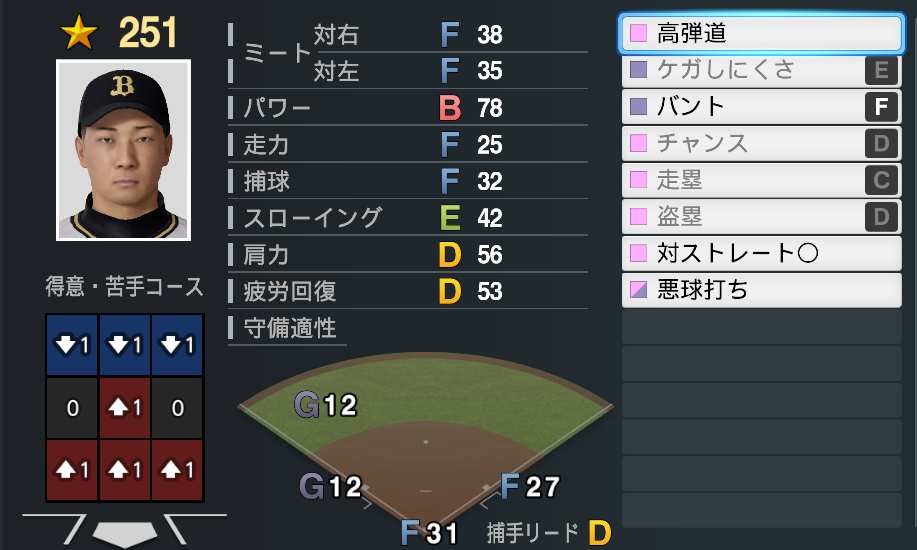 251
B
得意・苦手コース
1 1 1
0 1 0
1 1 1
ミート 対右 F 38
対左 F 35
パワー B 78
走力 F 25
捕球 F 32
スローイング E 42
肩力 D 56
疲労回復 D 53
守備適性
G12
G12
F 27
F 31 捕手リード D
高弾道
ケガしにくさ E
バント F
チャンス D
走塁 C
盗塁 D
対ストレート○
悪球打ち